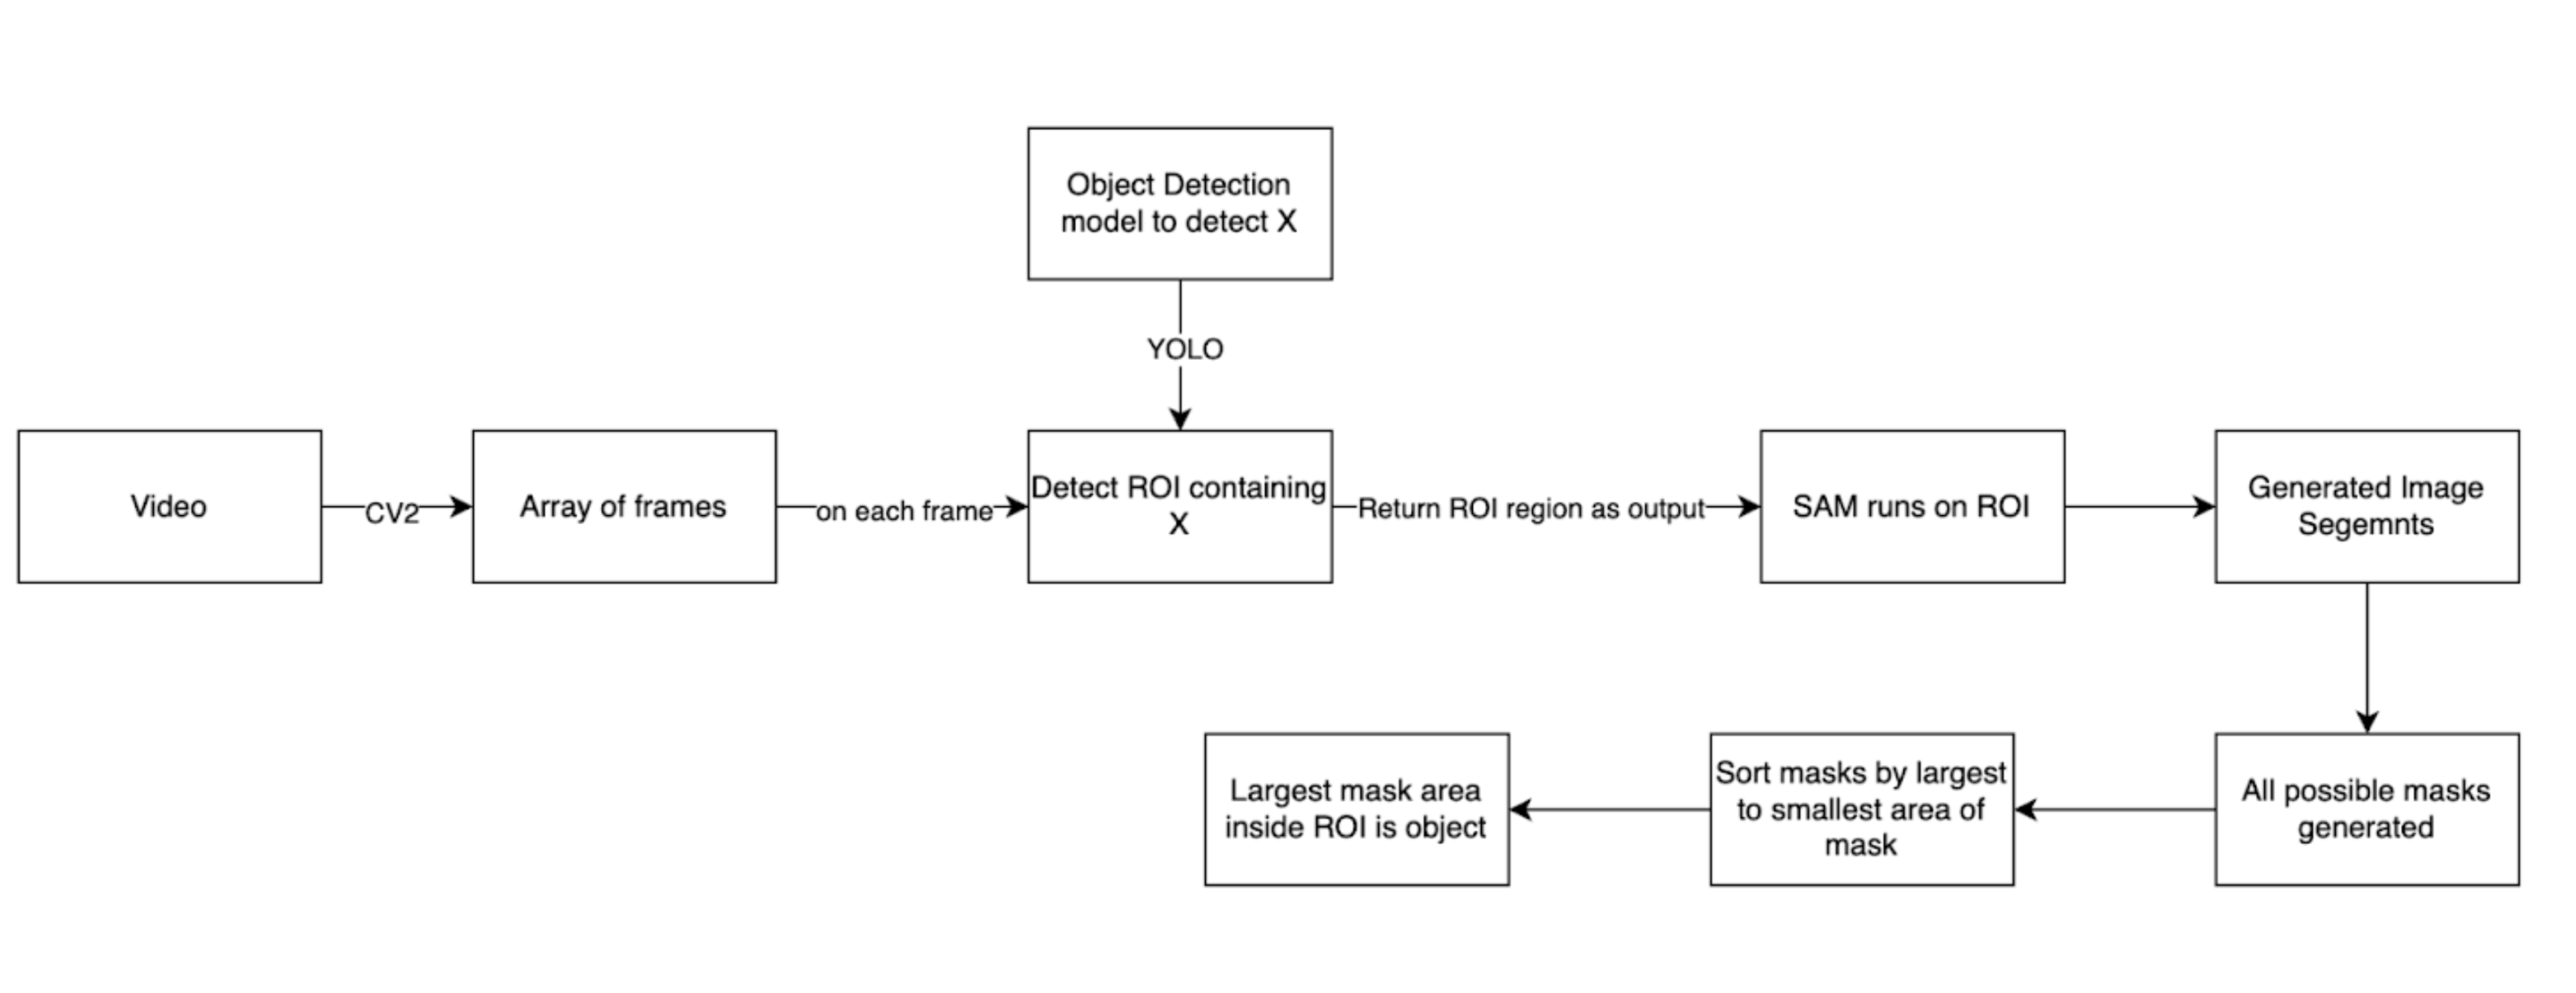 Object Detection
model to detect X
YOLO
Video
CV2
Array of frames
on each frame
Detect ROI containing
X
Return ROI region as output
SAM runs on ROI
Generated Image
Segemnts
Largest mask area
inside ROI is object
Sort masks by largest
to smallest area of
mask
All possible masks
generated